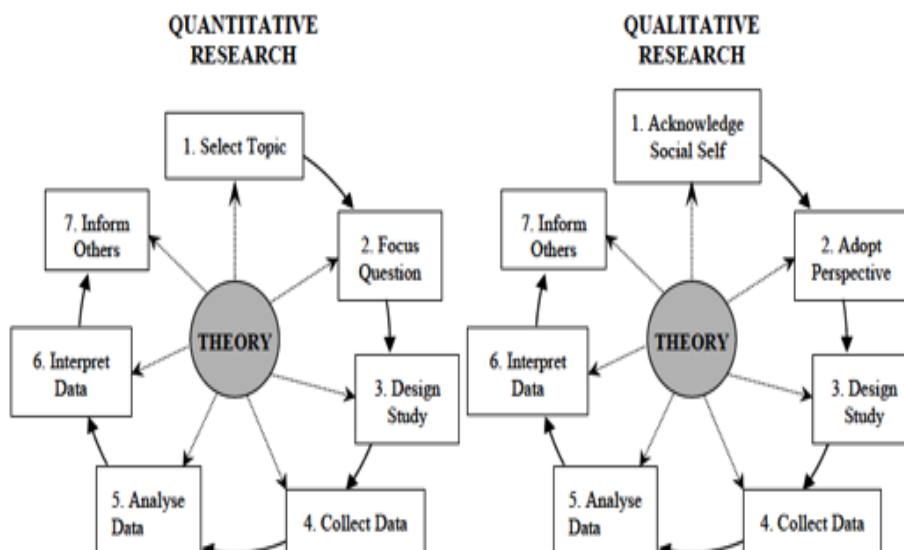 QUANTITATIVE
RESEARCH
1. Select Topic
2. Focus
Question
3. Design
Study
4. Collect Data
5. Analyse
Data
6. Interpret
Data
7. Inform
Others
THEORY
QUALITATIVE
RESEARCH
1. Acknowledge
Social Self
2. Adopt
Perspective
3. Design
Study
4. Collect Data
5. Analyse
Data
6. Interpret
Data
7. Inform
Others
THEORY